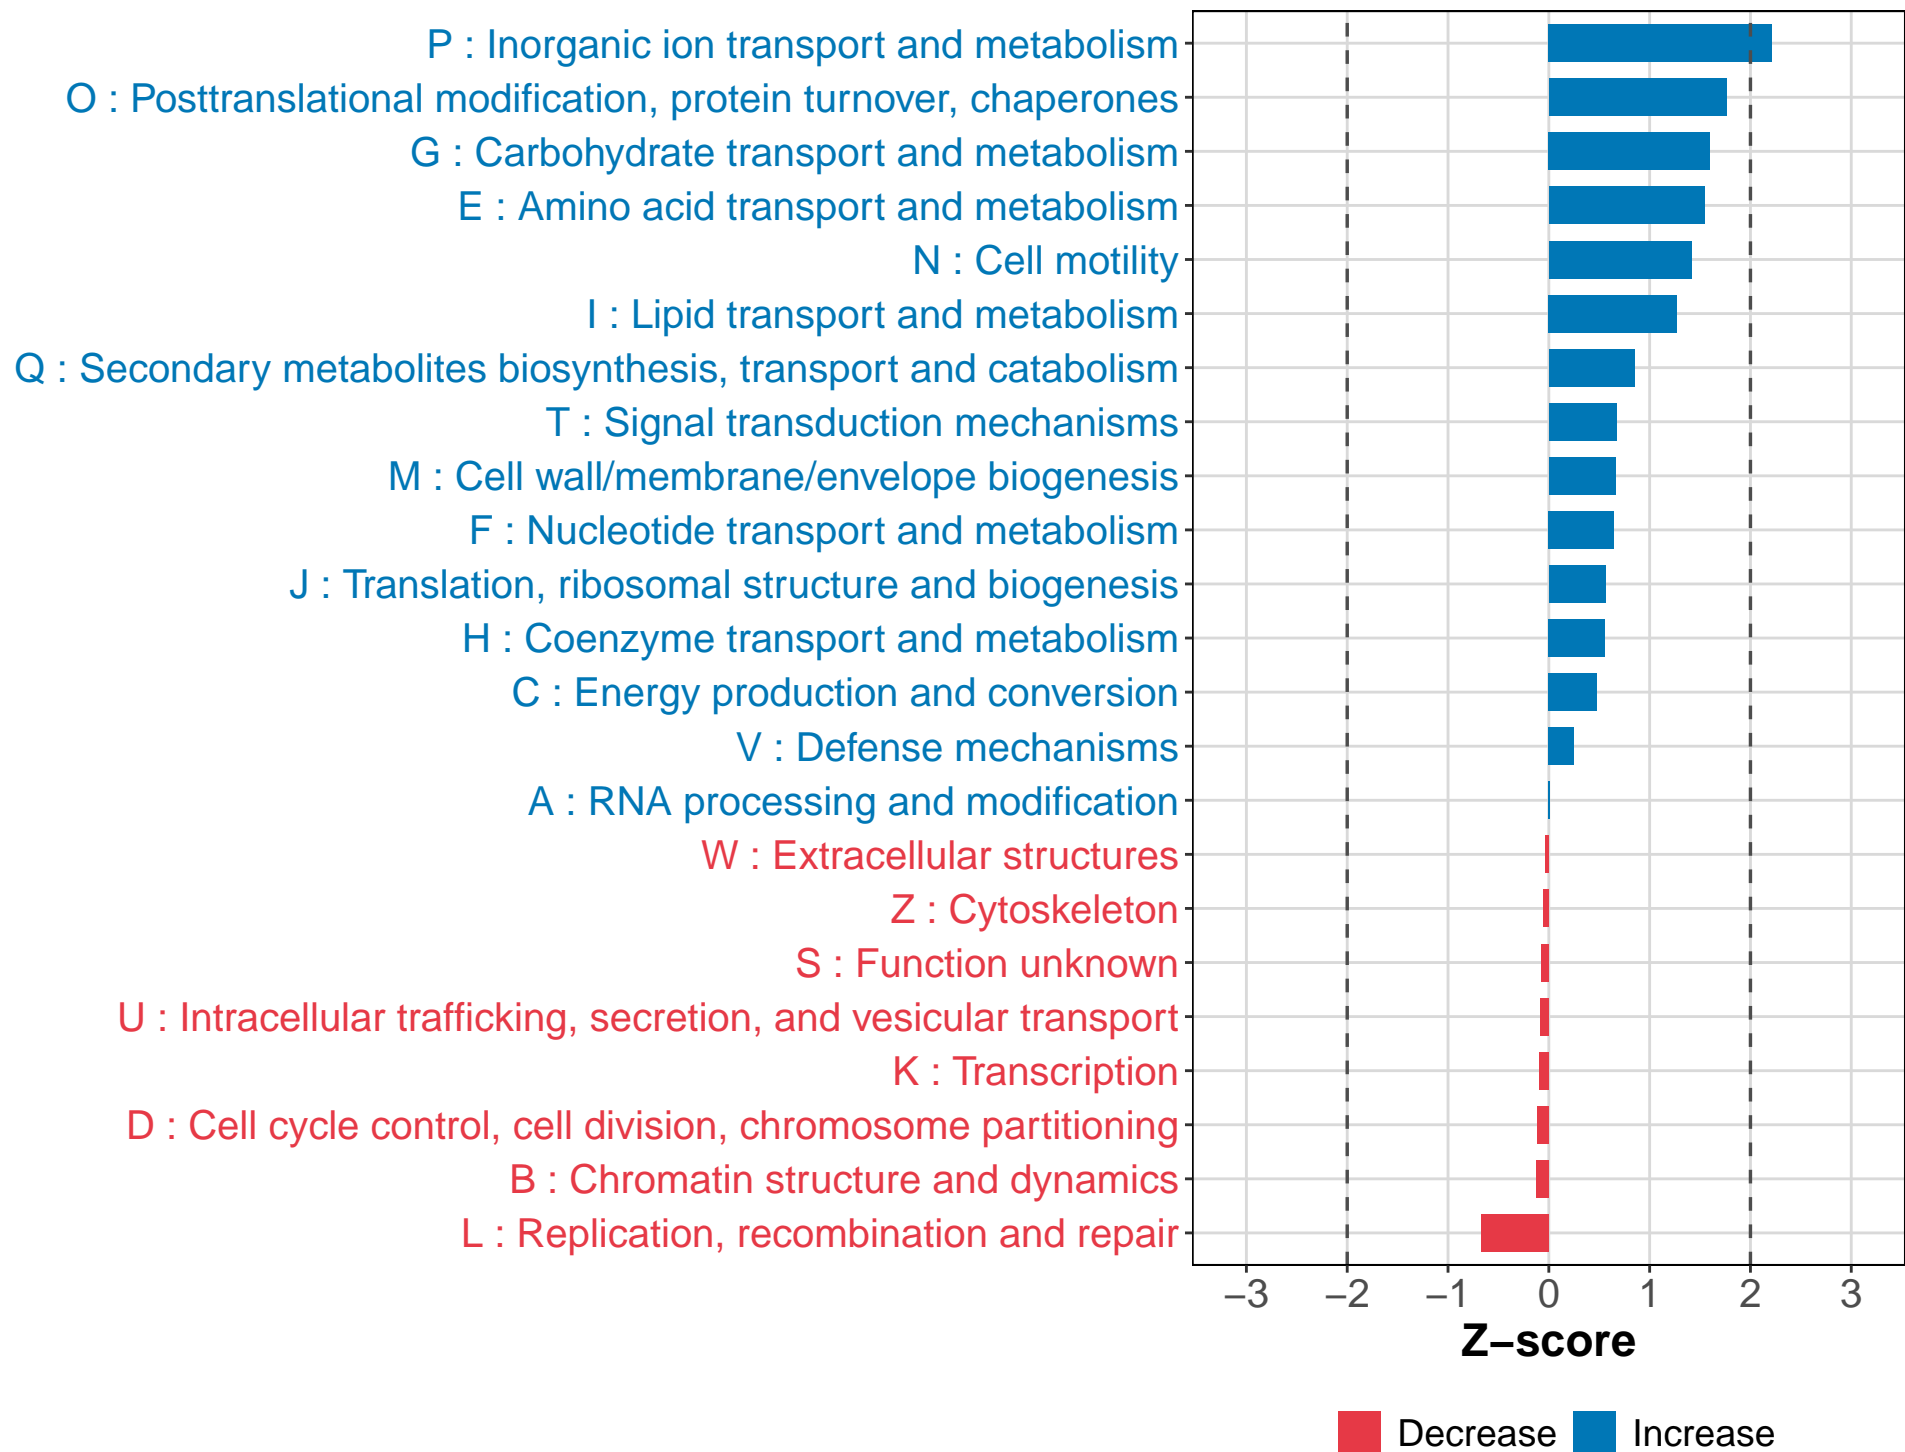 P : Inorganic ion transport and metabolism
O : Posttranslational modification, protein turnover, chaperones
G : Carbohydrate transport and metabolism
E : Amino acid transport and metabolism
N : Cell motility
I : Lipid transport and metabolism
Q : Secondary metabolites biosynthesis, transport and catabolism
T : Signal transduction mechanisms
M : Cell wall/membrane/envelope biogenesis
F : Nucleotide transport and metabolism
J : Translation, ribosomal structure and biogenesis
H : Coenzyme transport and metabolism
C : Energy production and conversion
V : Defense mechanisms
A : RNA processing and modification
W : Extracellular structures
Z : Cytoskeleton
S : Function unknown
U : Intracellular trafficking, secretion, and vesicular transport
K : Transcription
D : Cell cycle control, cell division, chromosome partitioning
B : Chromatin structure and dynamics
L : Replication, recombination and repair
−3 −2 −1 0 1 2 3
Z−score
Decrease Increase